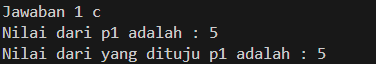 Jawaban 1 c
Nilai dari p1 adalah : 5
Nilai dari yang dituju p1 adalah : 5